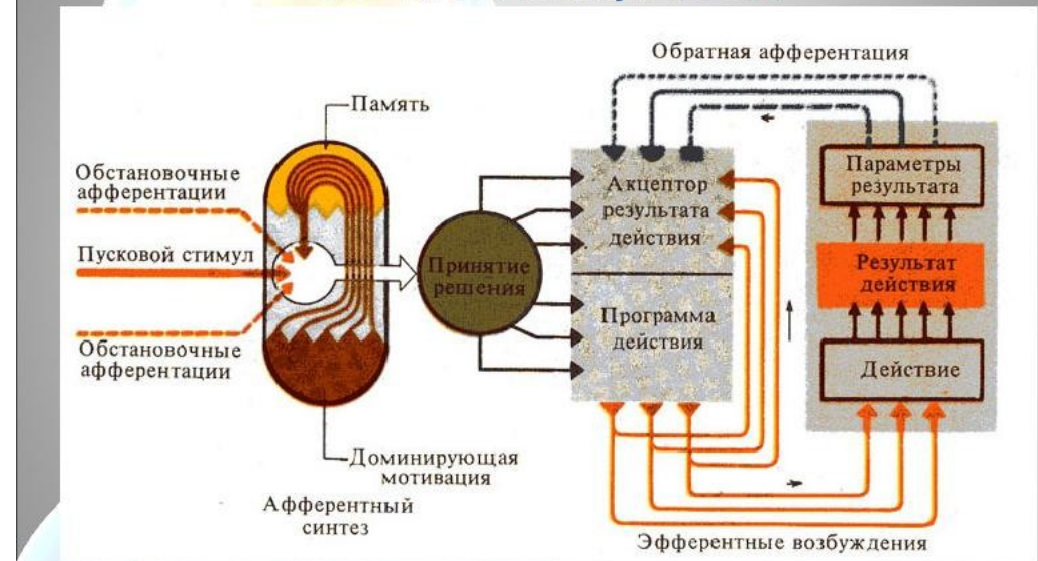 Обратная афферентация
Память
Обстановочные
афферентации
Пусковой стимул
Обстановочные
афферентации
Принятие
решения
Акцептор
результата
действия
Программа
действия
Параметры
результата
Результат
действия
Действие
Доминирующая
мотивация
Афферентный
синтез
Эфферентные возбуждения